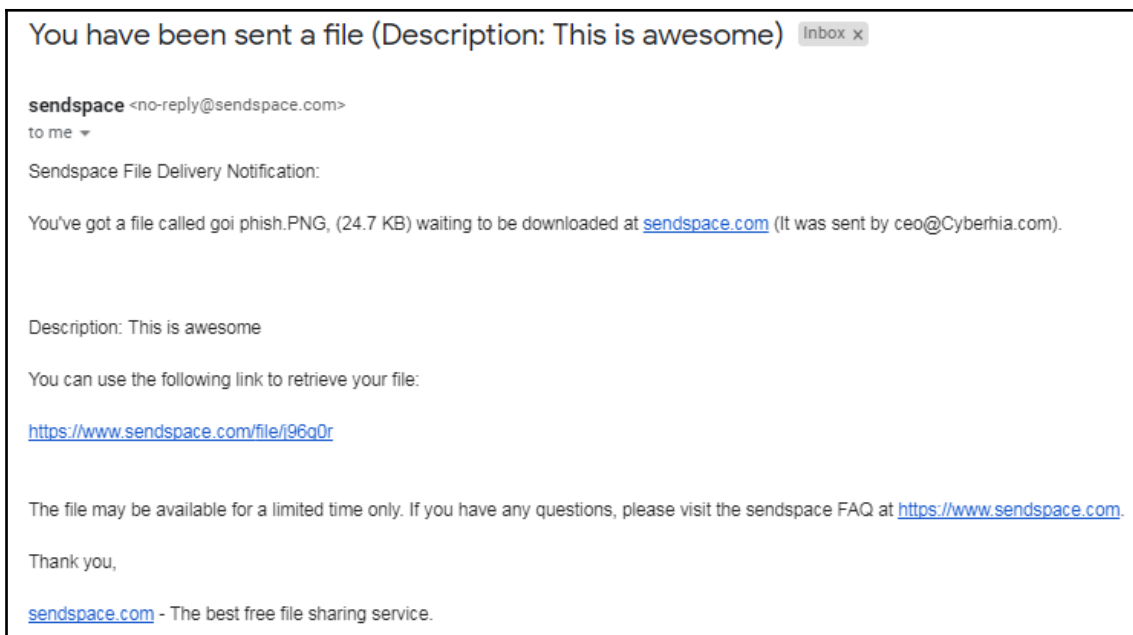 You have been sent a file (Description: This is awesome) Inbox x
sendspace <no-reply@sendspace.com>
to me
Sendspace File Delivery Notification:
You've got a file called goi phish.PNG, (24.7 KB) waiting to be downloaded at sendspace.com (It was sent by ceo@Cyberhia.com).
Description: This is awesome
You can use the following link to retrieve your file:
https://www.sendspace.com/file/j96q0r
The file may be available for a limited time only. If you have any questions, please visit the sendspace FAQ at https://www.sendspace.com.
Thank you,
sendspace.com - The best free file sharing service.